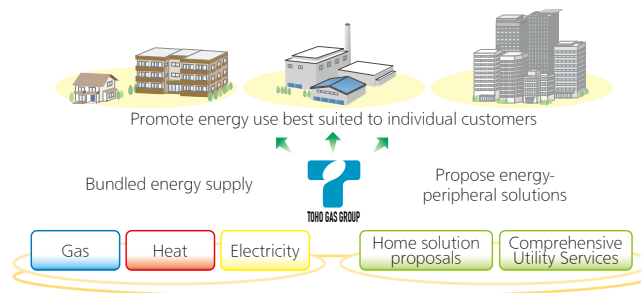 Promote energy use best suited to individual customers
Bundled energy supply
Propose energy-
peripheral solutions
TOHO GAS GROUP
Gas
Heat
Electricity
Home solution
proposals
Comprehensive
Utility Services